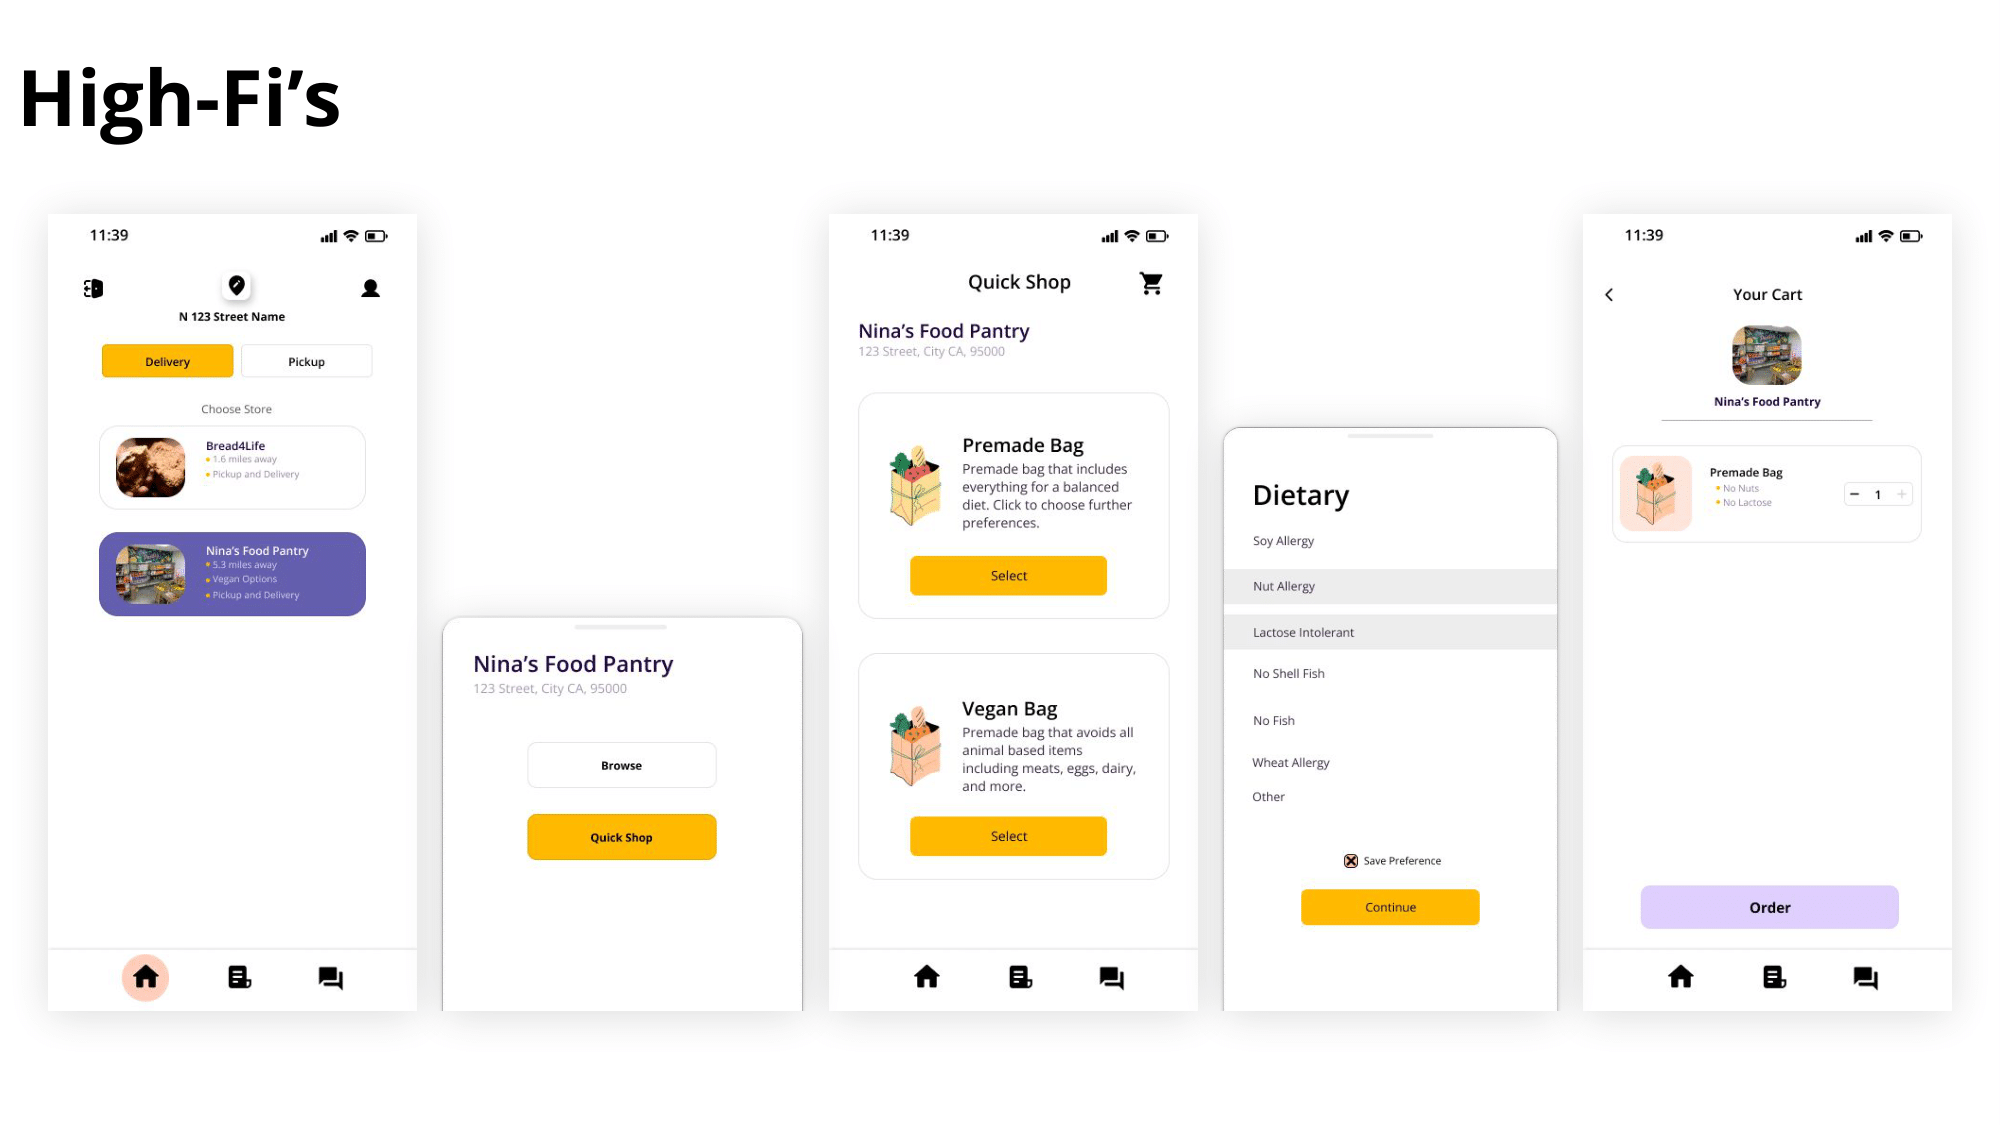 High-Fi’s
11:39
N 123 Street Name
Delivery
Pickup
Choose Store
Bread4Life
1.6 miles away
Pickup and Delivery
Nina’s Food Pantry
5.3 miles away
Vegan Options
Pickup and Delivery
Nina’s Food Pantry
123 Street, City CA, 95000
Browse
Quick Shop
11:39
Quick Shop
Nina’s Food Pantry
123 Street, City CA, 95000
Premade Bag
Premade bag that includes
everything for a balanced
diet. Click to choose further
preferences.
Select
Vegan Bag
Premade bag that avoids all
animal based items
including meats, eggs, dairy,
and more.
Select
Dietary
Soy Allergy
Nut Allergy
Lactose Intolerant
No Shell Fish
No Fish
Wheat Allergy
Other
Save Preference
Continue
11:39
Your Cart
Nina’s Food Pantry
Premade Bag
No Nuts
No Lactose
− 1 +
Order